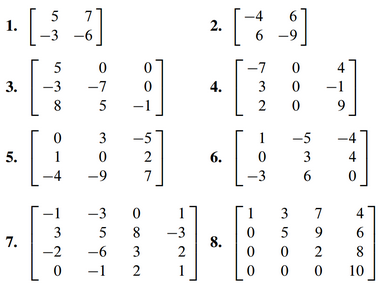 1. [ 5 7 2. [ -4 6
-3 -6 ] 6 -9 ]
3. [ 5 0 0 4. [ -7 0 4
-3 -7 0 3 0 -1
8 5 -1 ] 2 0 9 ]
5. [ 0 3 -5 6. [ 1 -5 -4
1 0 2 0 3 4
-4 -9 7 ] -3 6 0 ]
7. [ -1 -3 0 1 8. [ 1 3 7 4
3 5 8 -3 0 5 9 6
-2 -6 3 2 0 0 2 8
0 -1 2 1 ] 0 0 0 10 ]